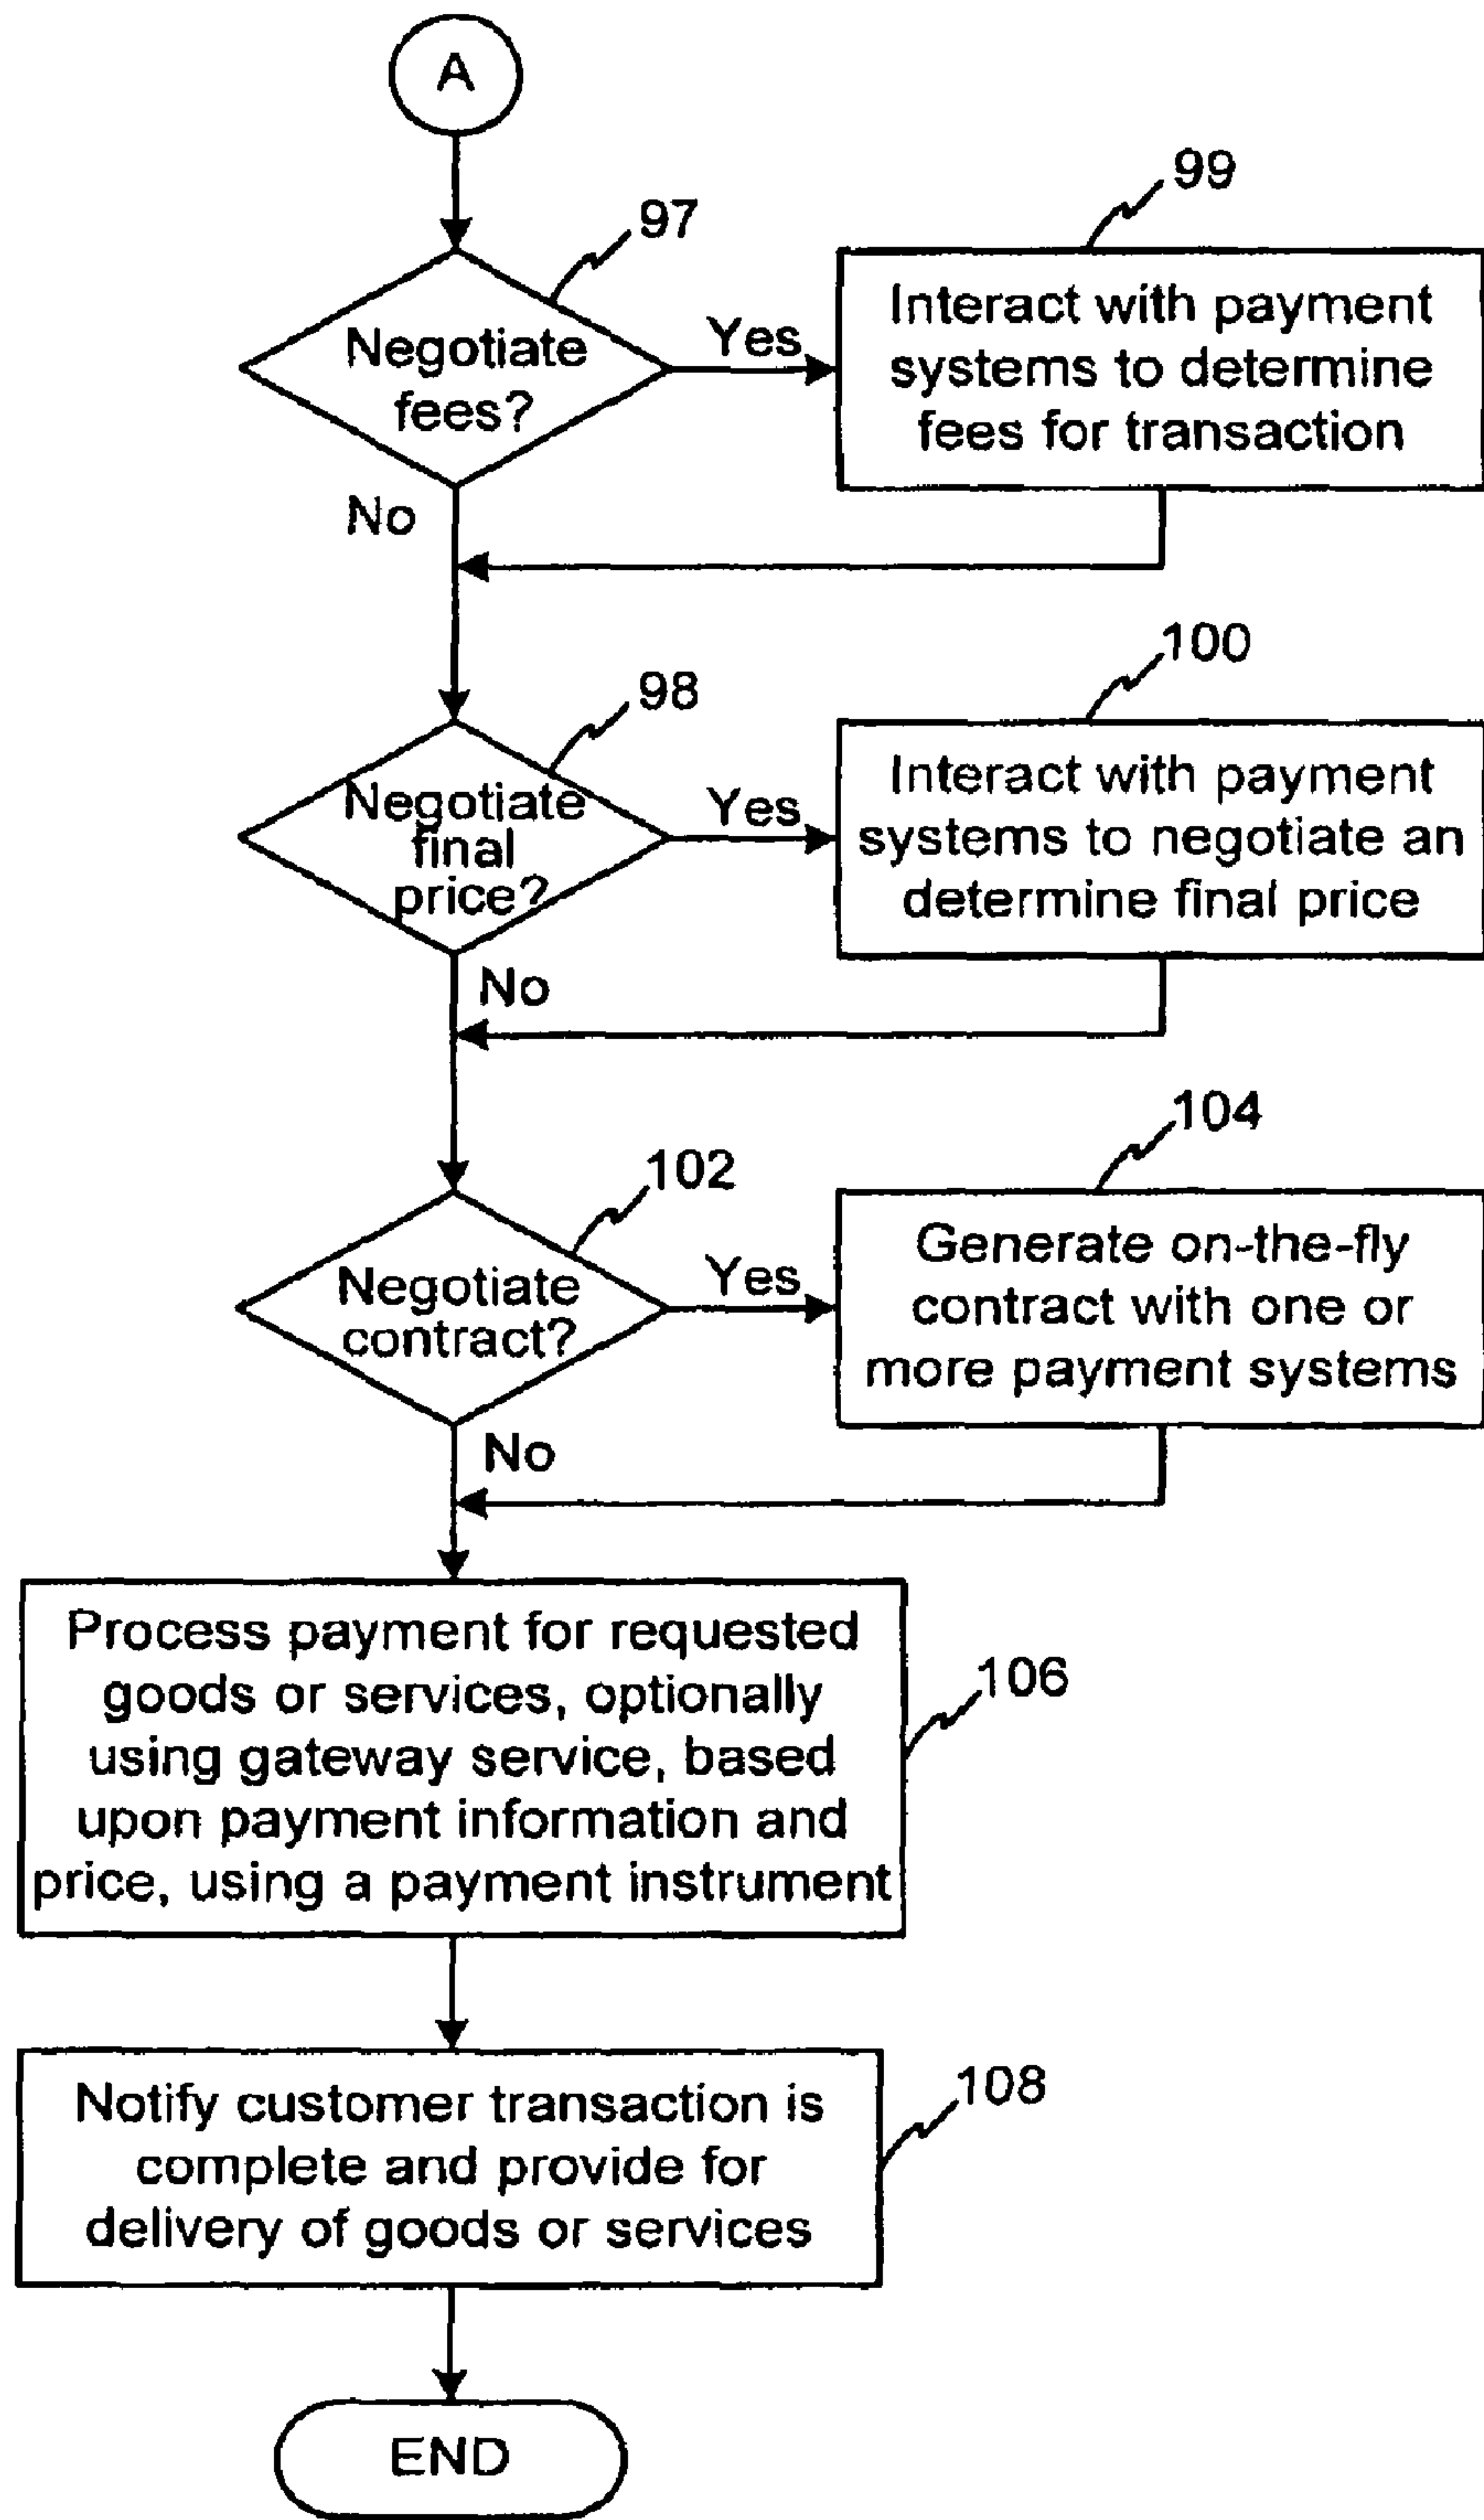 A
97
99
Negotiate
fees?
Yes
Interact with payment
systems to determine
fees for transaction
No
98
100
Negotiate
final
price?
Yes
Interact with payment
systems to negotiate an
determine final price
No
102
104
Negotiate
contract?
Yes
Generate on-the-fly
contract with one or
more payment systems
No
Process payment for requested
goods or services, optionally
using gateway service, based
upon payment information and
price, using a payment instrument
106
Notify customer transaction is
complete and provide for
delivery of goods or services
108
END